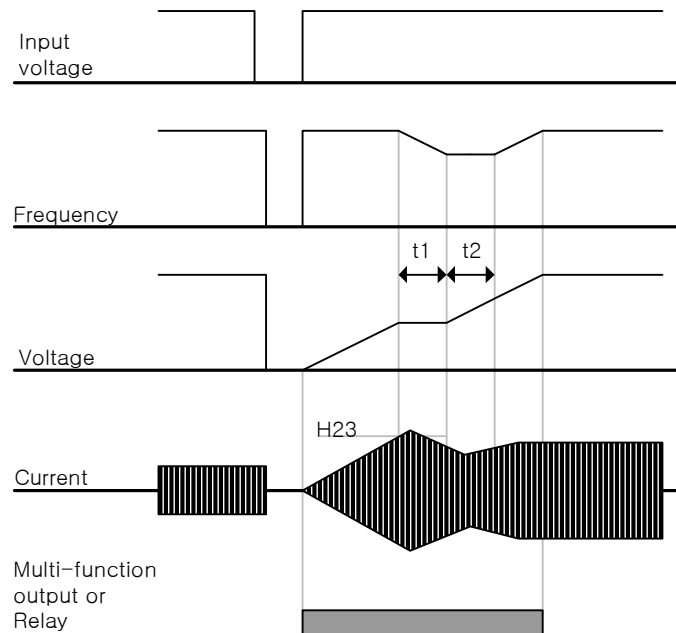 Input
voltage
Frequency
t1
t2
Voltage
H23
Current
Multi-function
output or
Relay